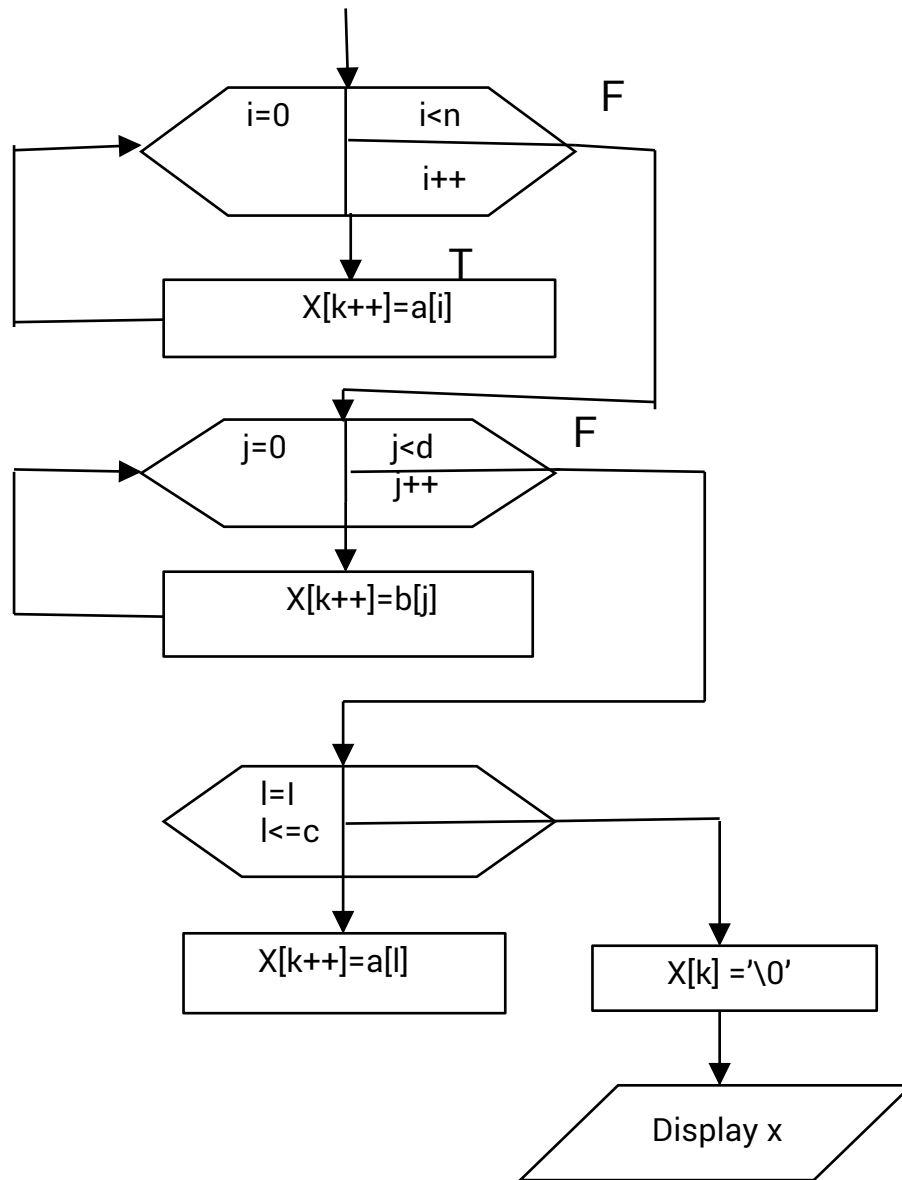 F
i=0
i<n
i++
T
X[k++]=a[i]
F
j=0
j<d
j++
X[k++]=b[j]
l=l
l<=c
X[k++]=a[l]
X[k] =’\0’
Display x